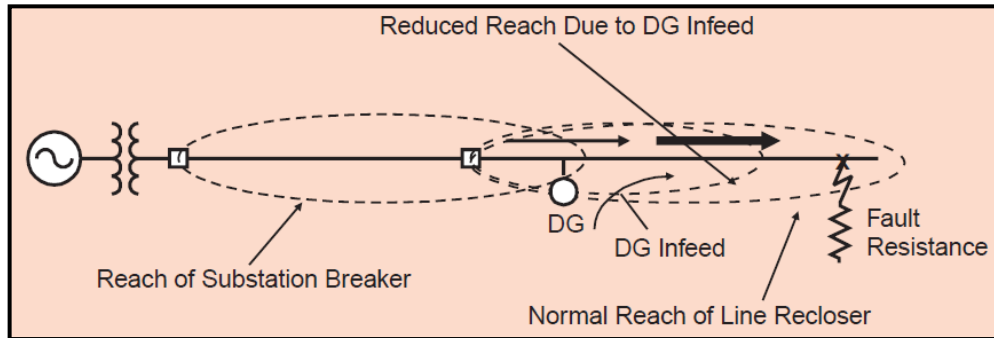 Reduced Reach Due to DG Infeed
DG
DG Infeed
Fault
Resistance
Reach of Substation Breaker
Normal Reach of Line Recloser